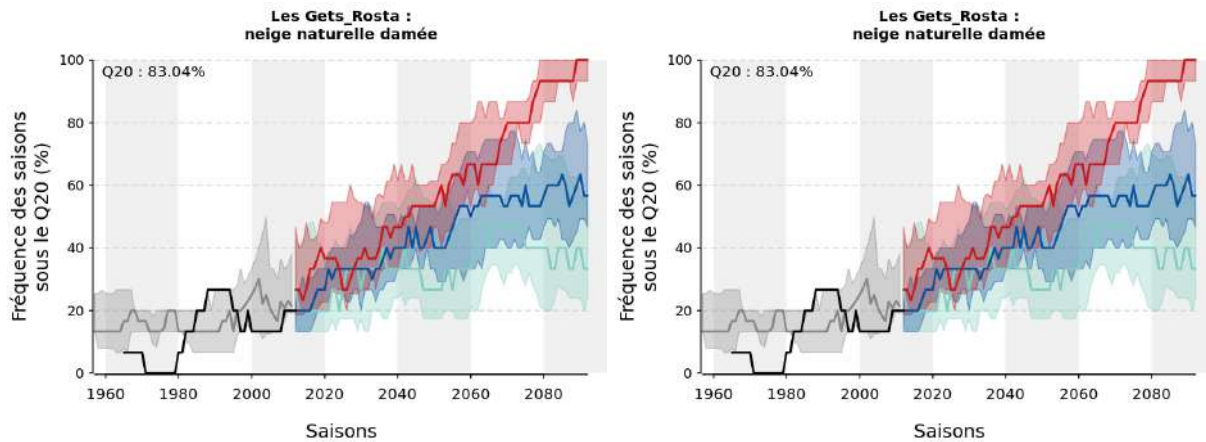 Les Gets_Rosta :
neige naturelle damée
Q20 : 83.04%
Fréquence des saisons
sous le Q20 (%)
100
80
60
40
20
0
1960 1980 2000 2020 2040 2060 2080
Saisons
Les Gets_Rosta :
neige naturelle damée
Q20 : 83.04%
Fréquence des saisons
sous le Q20 (%)
100
80
60
40
20
0
1960 1980 2000 2020 2040 2060 2080
Saisons